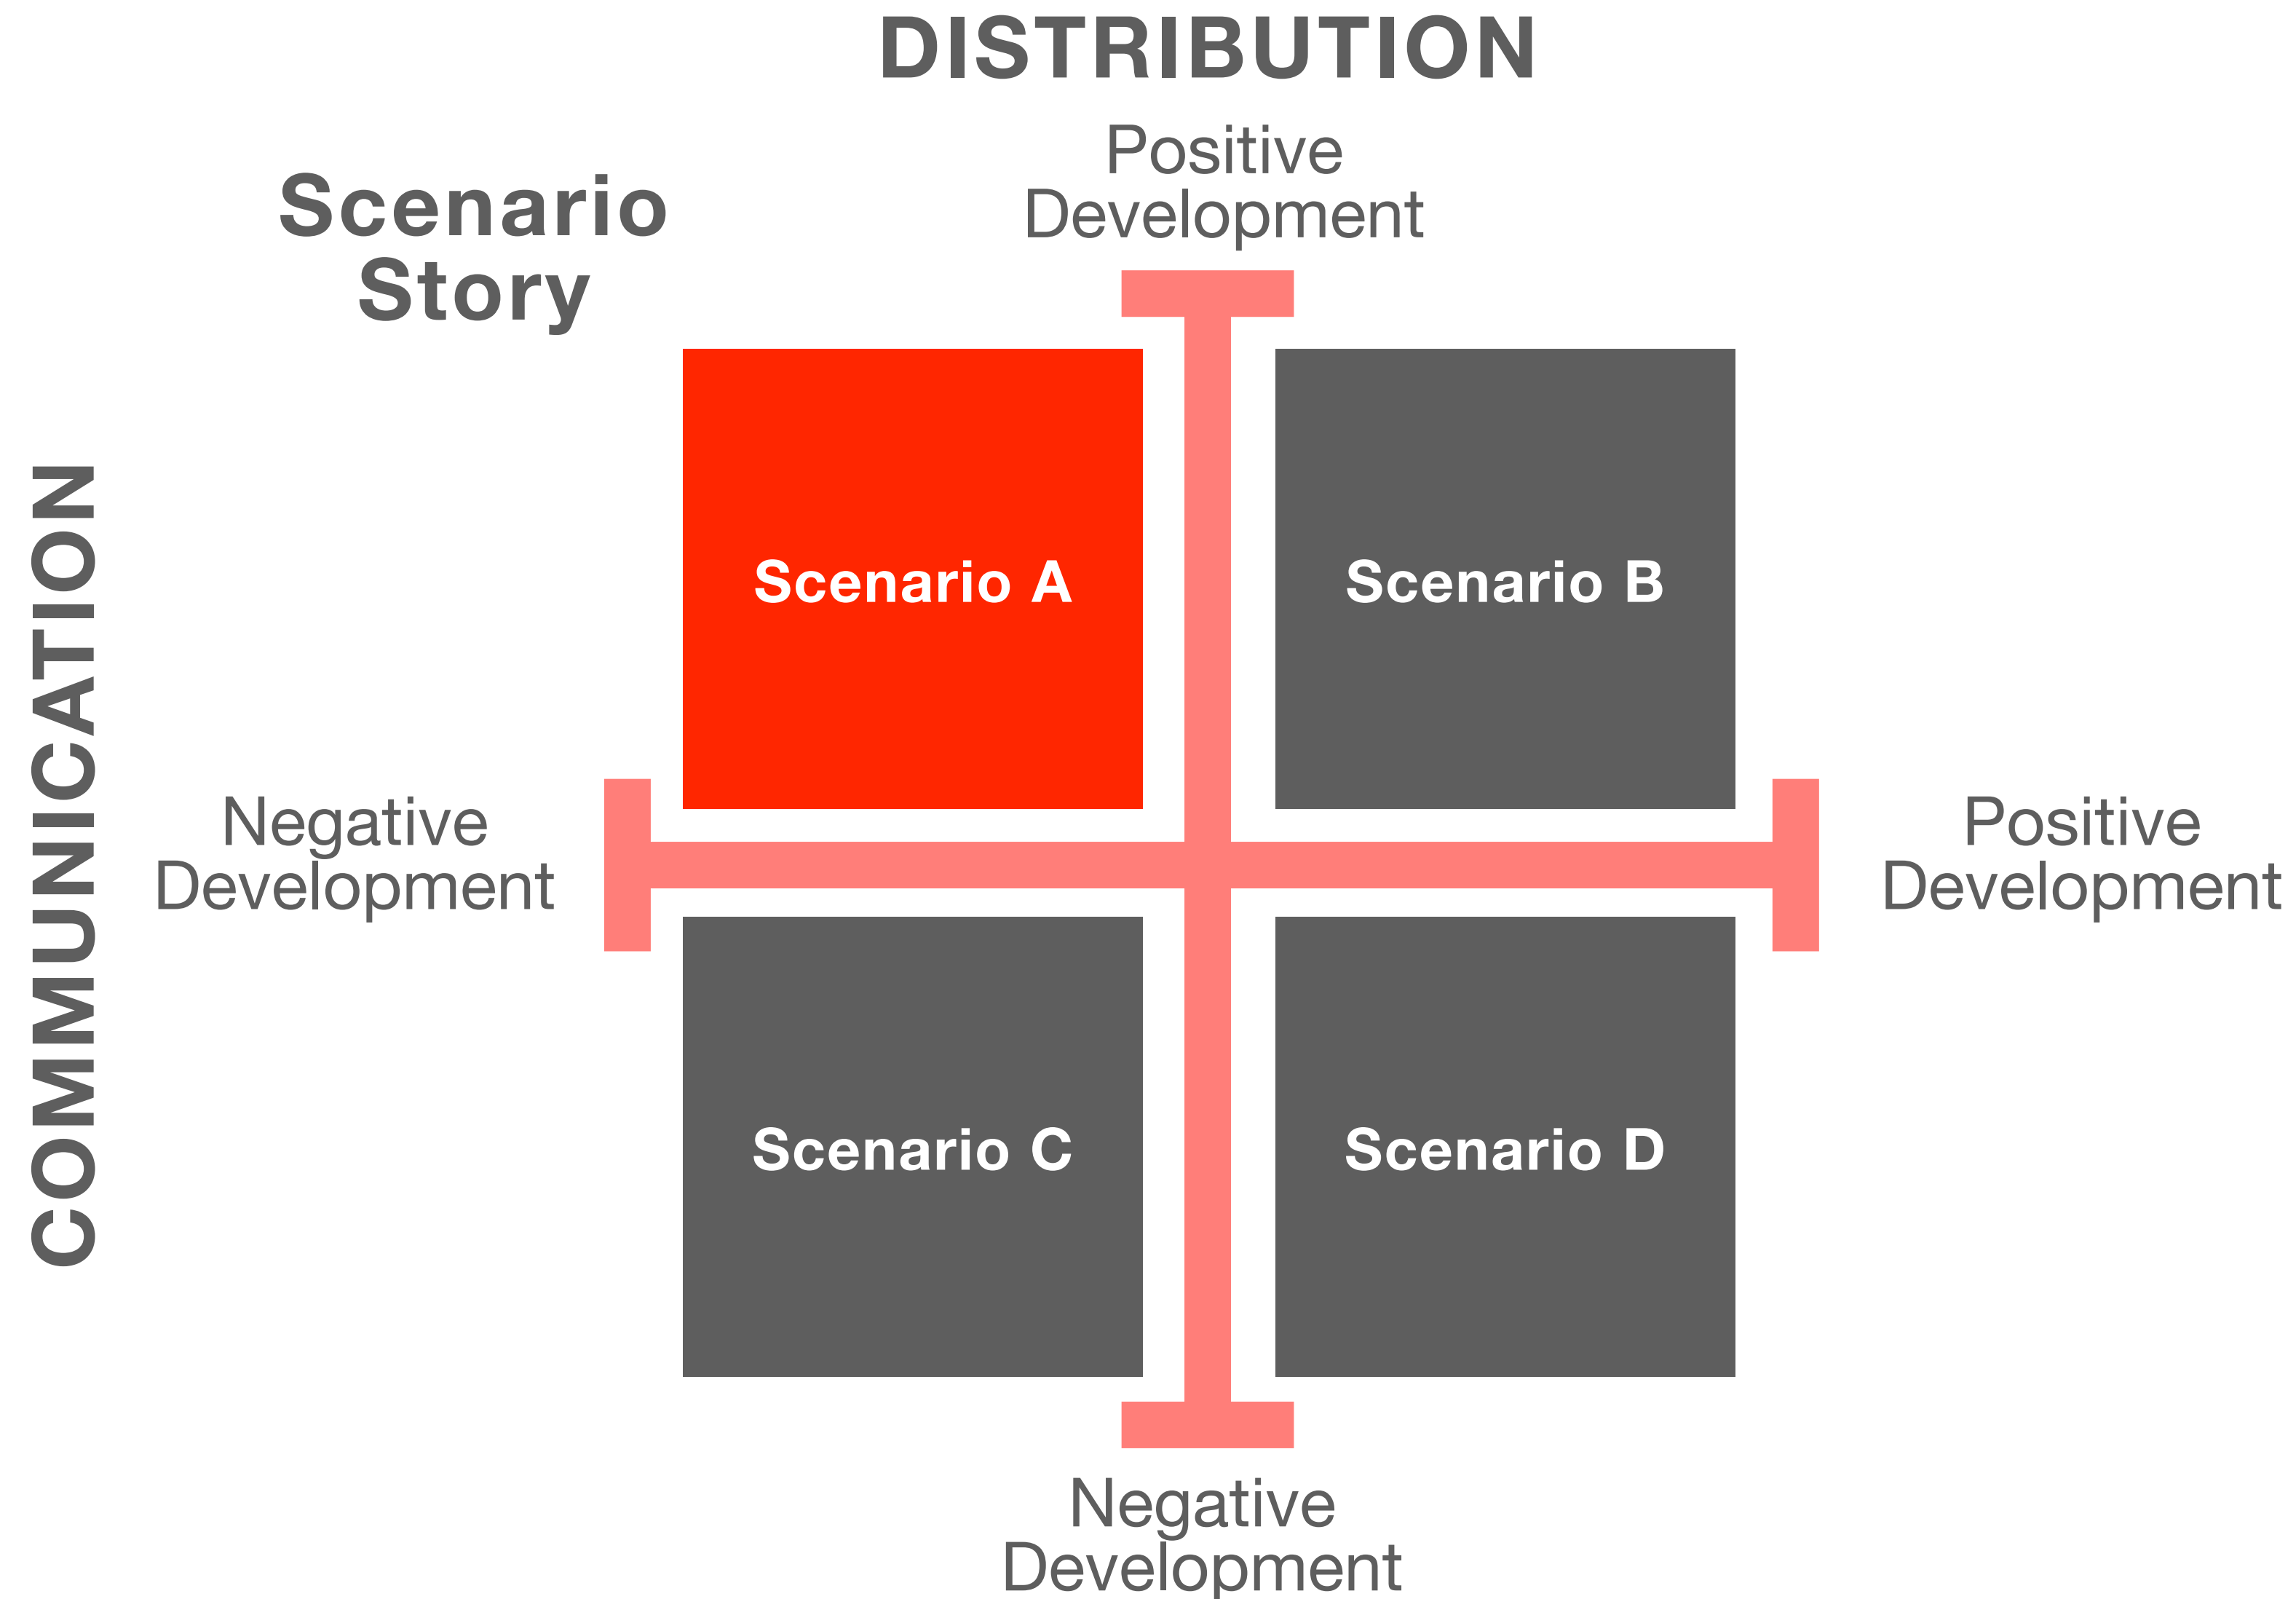 DISTRIBUTION
Positive
Development
Scenario
Story
COMMUNICATION
Scenario A
Scenario B
Negative
Development
Positive
Development
Scenario C
Scenario D
Negative
Development